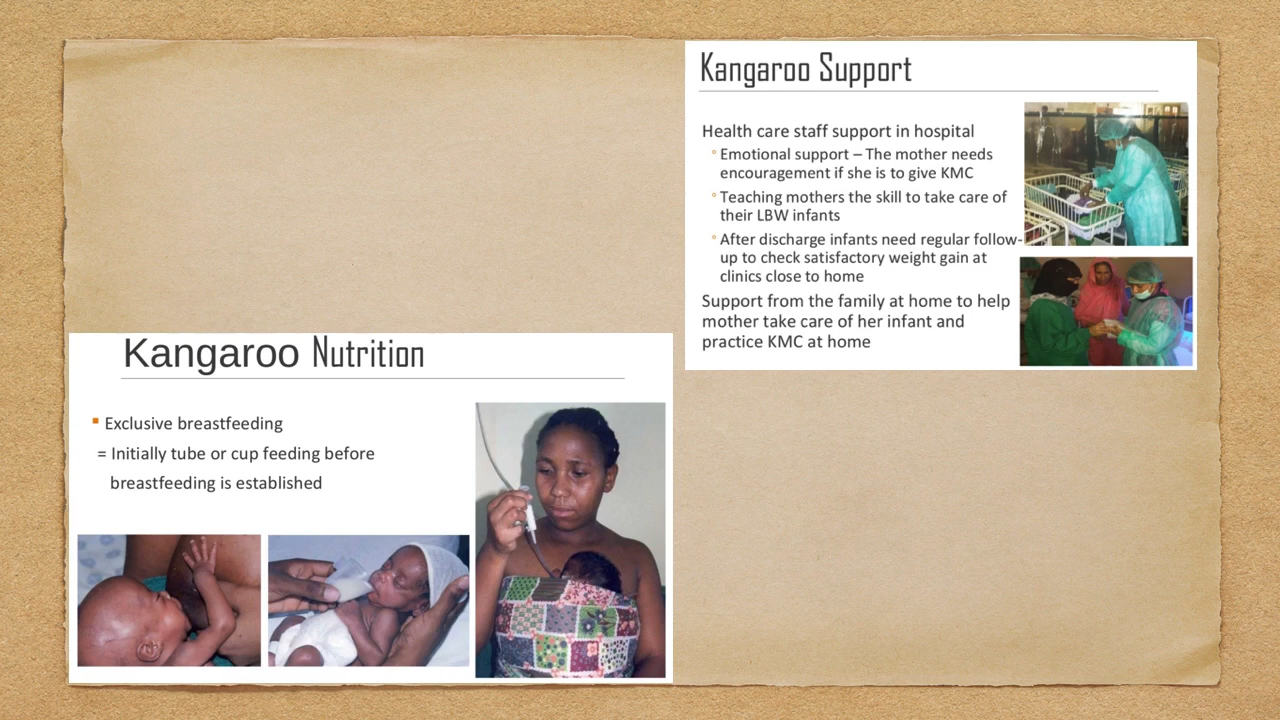 Kangaroo Support
Health care staff support in hospital
° Emotional support – The mother needs
encouragement if she is to give KMC
° Teaching mothers the skill to take care of
their LBW infants
° After discharge infants need regular follow-
up to check satisfactory weight gain at
clinics close to home
Support from the family at home to help
mother take care of her infant and
practice KMC at home
Kangaroo Nutrition
▪ Exclusive breastfeeding
= Initially tube or cup feeding before
breastfeeding is established